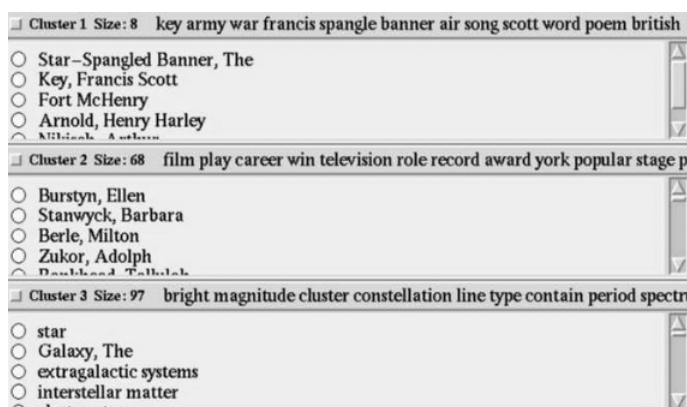 Cluster 1 Size: 8 key army war francis spangle banner air song scott word poem british
Star–Spangled Banner, The
Key, Francis Scott
Fort McHenry
Arnold, Henry Harley
Cluster 2 Size: 68 film play career win television role record award york popular stage p
Burstyn, Ellen
Stanwyck, Barbara
Berle, Milton
Zukor, Adolph
Cluster 3 Size: 97 bright magnitude cluster constellation line type contain period spectr
star
Galaxy, The
extragalactic systems
interstellar matter